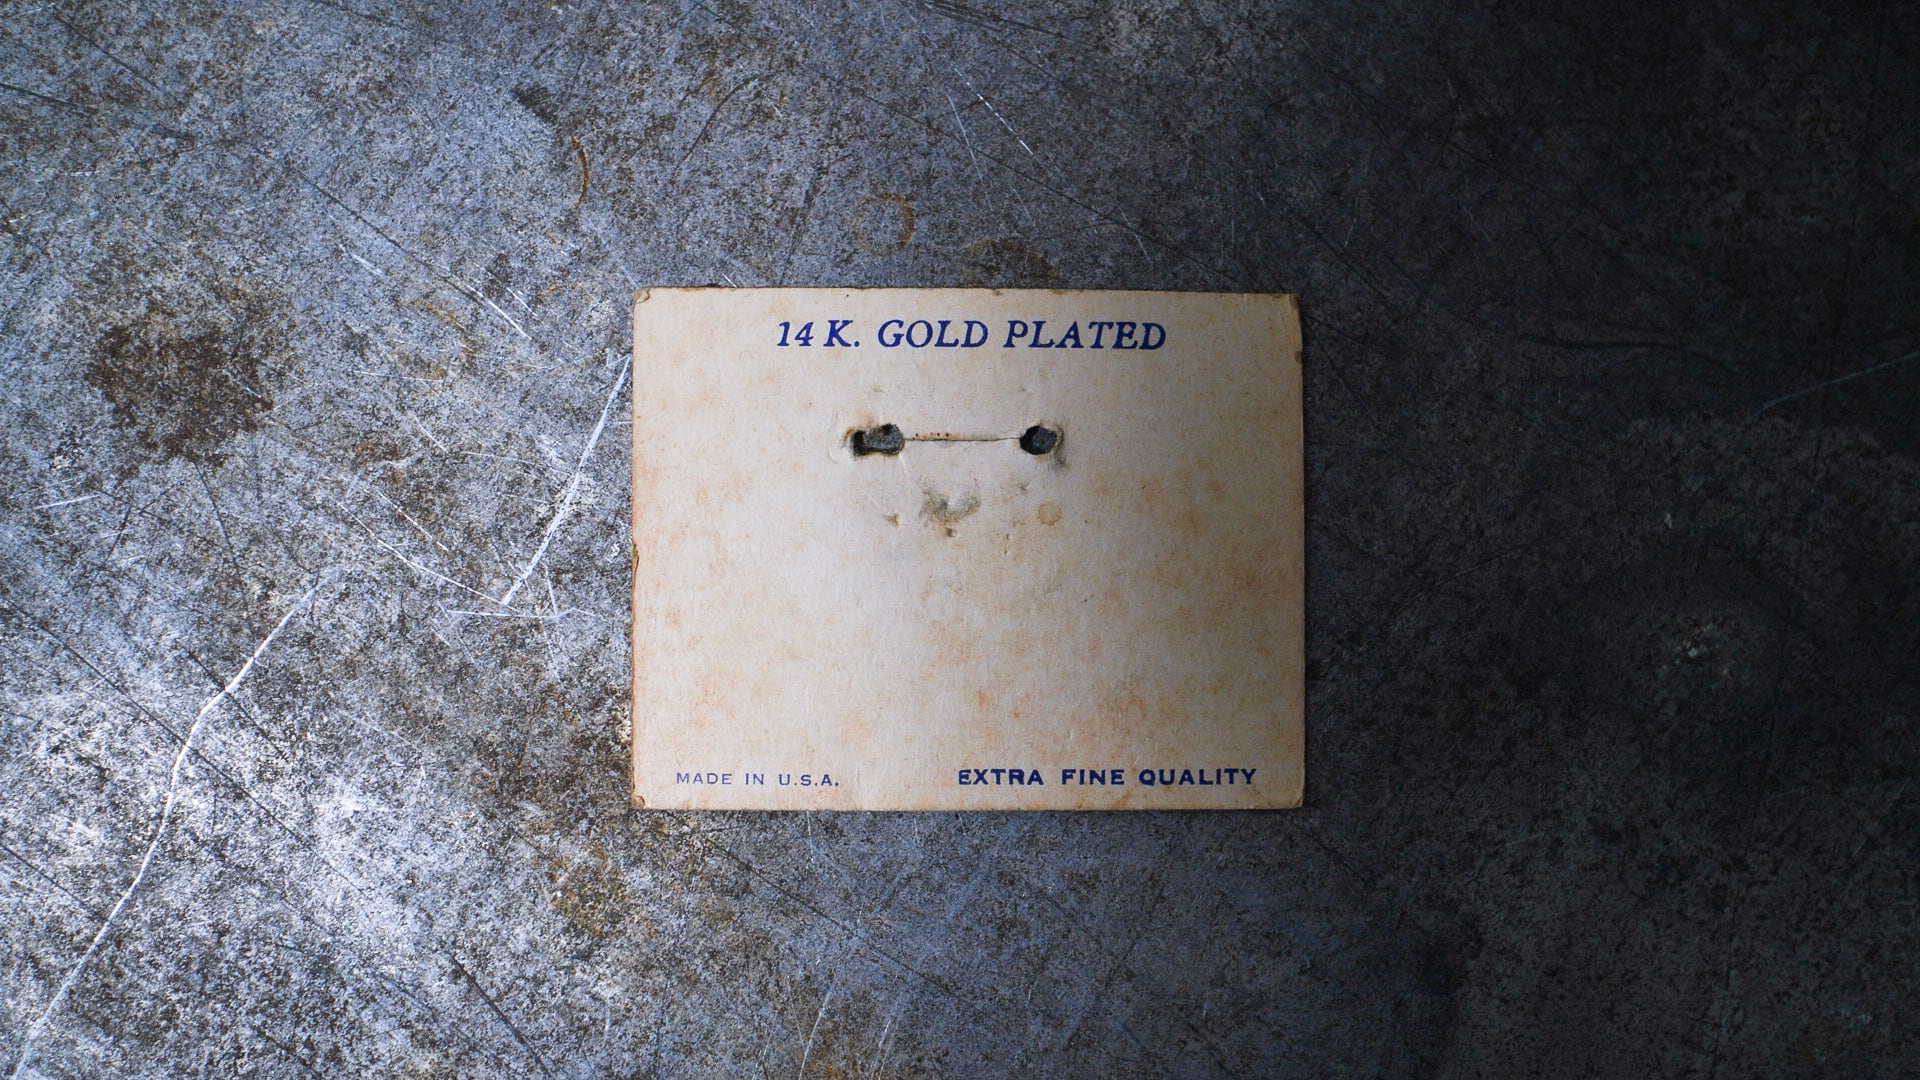 14 K. GOLD PLATED
MADE IN U.S.A.
EXTRA FINE QUALITY